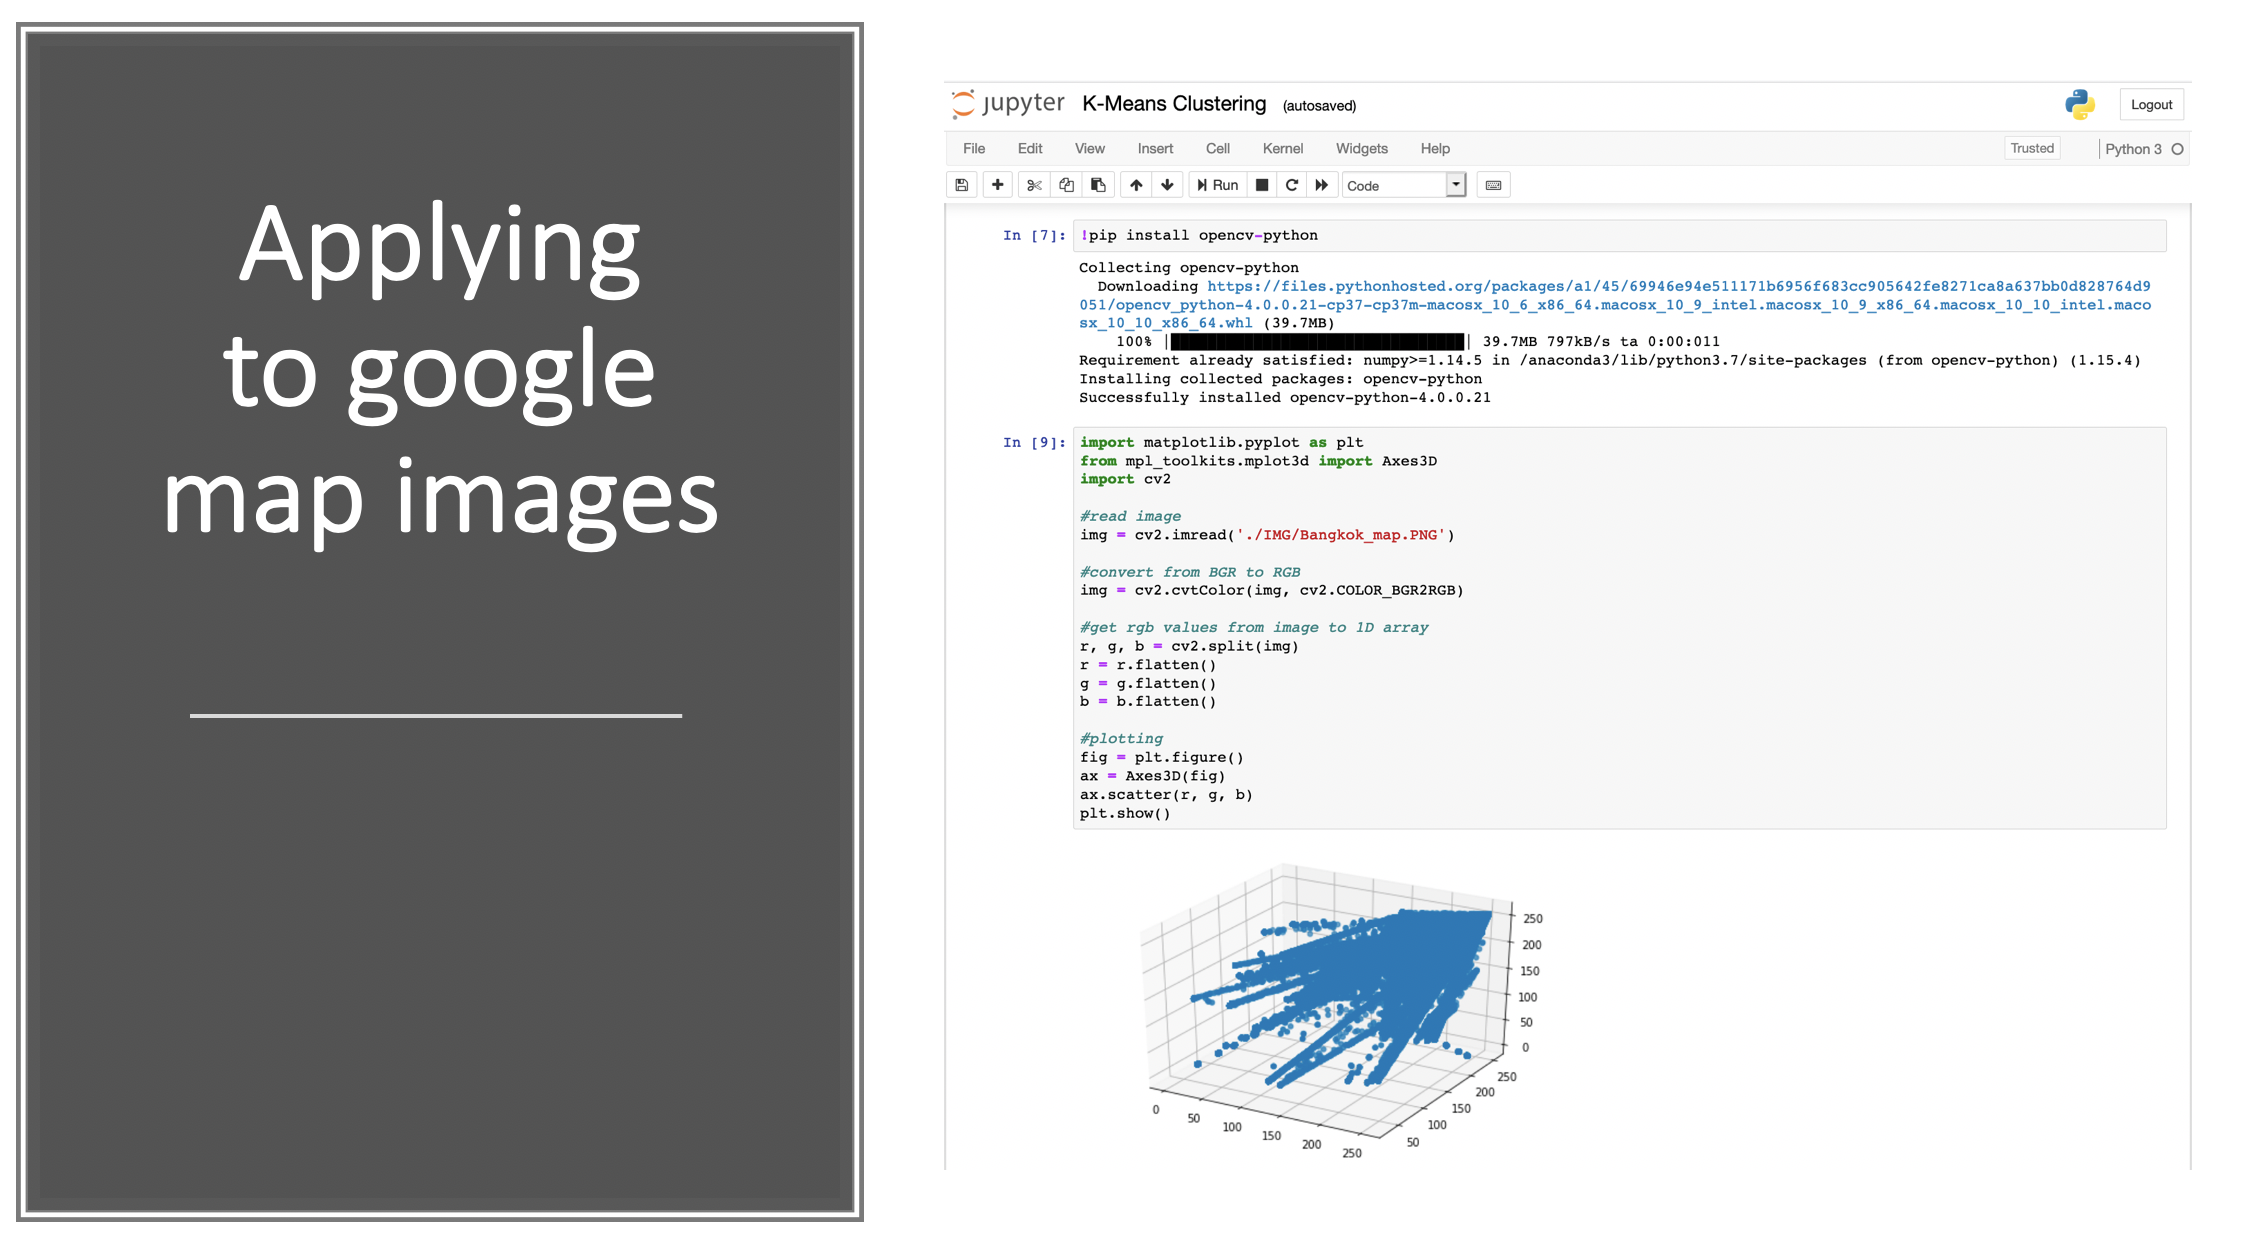 Applying
to google
map images
jupyter K-Means Clustering (autosaved) Logout
File Edit View Insert Cell Kernel Widgets Help Trusted Python 3
Run Code
In [7]: !pip install opencv-python
Collecting opencv-python
  Downloading https://files.pythonhosted.org/packages/a1/45/69946e94e511171b6956f683cc905642fe8271ca8a637bb0d828764d9
051/opencv_python-4.0.0.21-cp37-cp37m-macosx_10_6_x86_64.macosx_10_9_intel.macosx_10_9_x86_64.macosx_10_10_intel.maco
sx_10_10_x86_64.whl (39.7MB)
    100% |████████████████████████████████| 39.7MB 797kB/s ta 0:00:011
Requirement already satisfied: numpy>=1.14.5 in /anaconda3/lib/python3.7/site-packages (from opencv-python) (1.15.4)
Installing collected packages: opencv-python
Successfully installed opencv-python-4.0.0.21
In [9]: import matplotlib.pyplot as plt
from mpl_toolkits.mplot3d import Axes3D
import cv2
#read image
img = cv2.imread('./IMG/Bangkok_map.PNG')
#convert from BGR to RGB
img = cv2.cvtColor(img, cv2.COLOR_BGR2RGB)
#get rgb values from image to 1D array
r, g, b = cv2.split(img)
r = r.flatten()
g = g.flatten()
b = b.flatten()
#plotting
fig = plt.figure()
ax = Axes3D(fig)
ax.scatter(r, g, b)
plt.show()
250
200
150
100
50
0
250
200
150
100
50
0
50
100
150
200
250